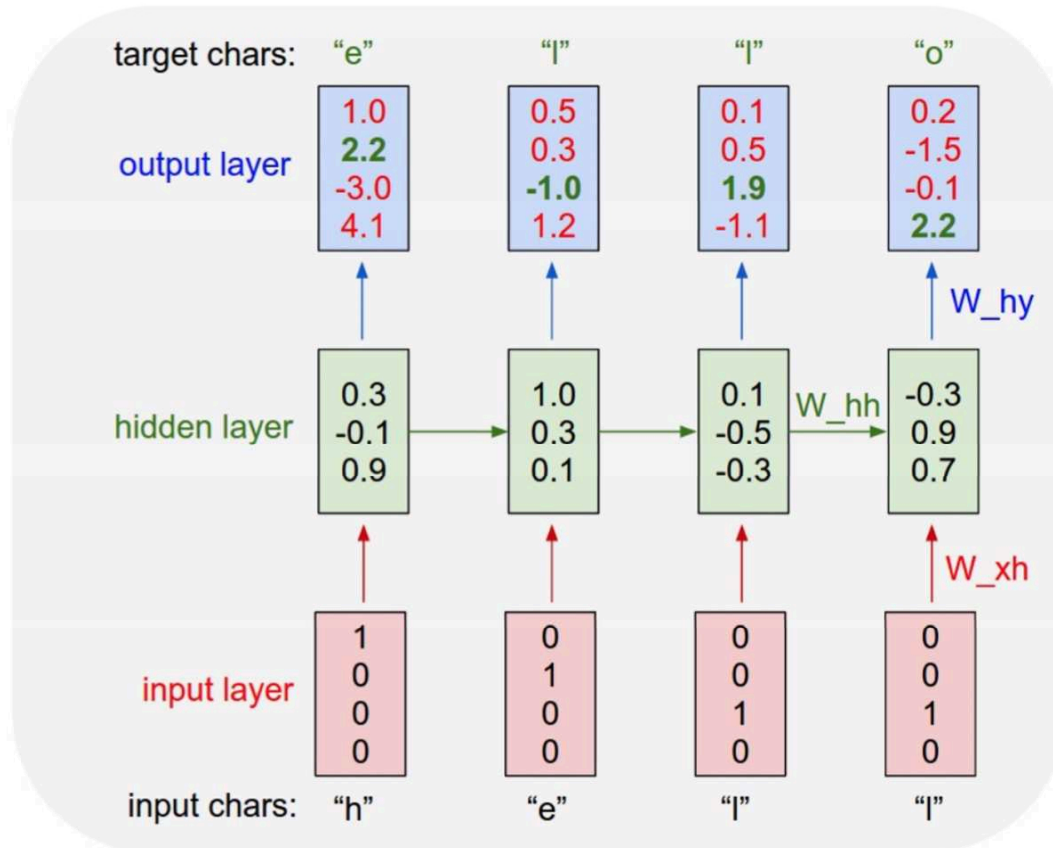 target chars: “e” “l” “l” “o”
1.0 0.5 0.1 0.2
2.2 0.3 0.5 -1.5
output layer
-3.0 -1.0 1.9 -0.1
4.1 1.2 -1.1 2.2
W_hy
0.3 1.0 0.1 -0.3
W_hh
hidden layer -0.1 0.3 -0.5 0.9
0.9 0.1 -0.3 0.7
W_xh
1 0 0 0
0 1 0 0
input layer
0 0 1 1
0 0 0 0
input chars: “h” “e” “l” “l”